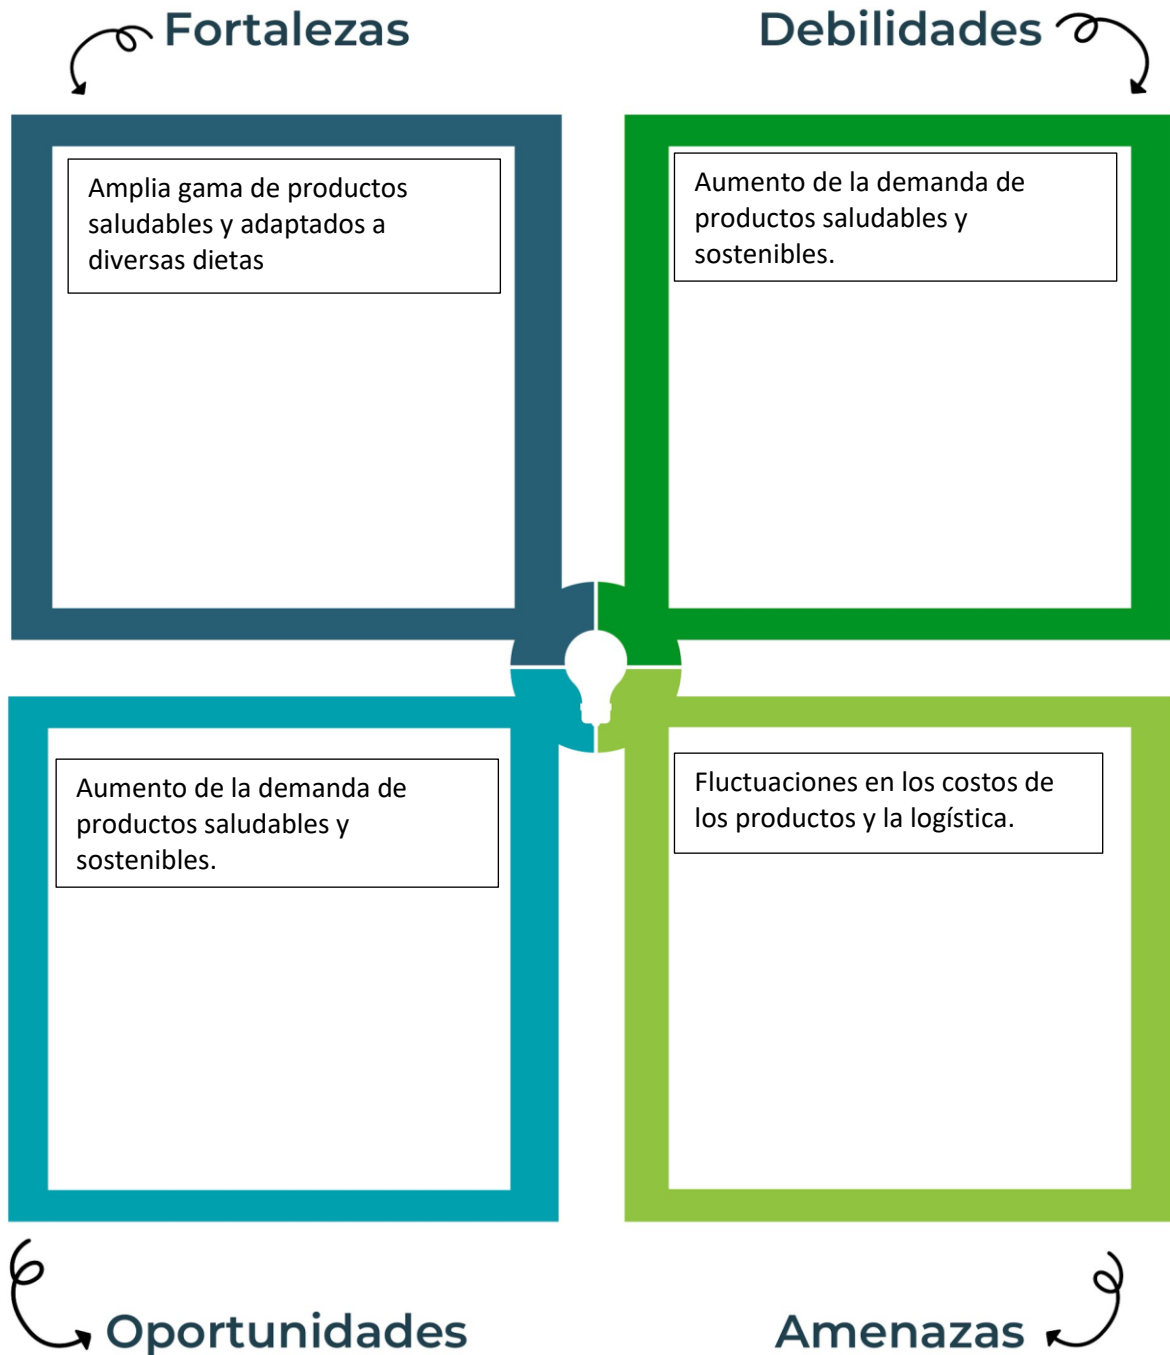 Fortalezas
Debilidades
Amplia gama de productos
saludables y adaptados a
diversas dietas
Aumento de la demanda de
productos saludables y
sostenibles.
Aumento de la demanda de
productos saludables y
sostenibles.
Fluctuaciones en los costos de
los productos y la logística.
Oportunidades
Amenazas